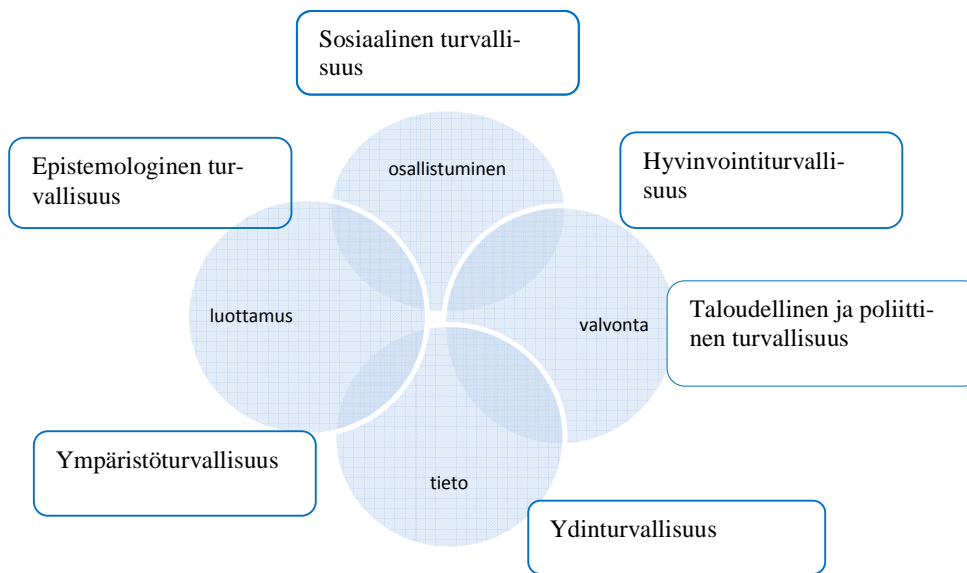 Sosiaalinen turvalli-
suus
Epistemologinen tur-
vallisuus
osallistuminen
Hyvinvointiturvalli-
suus
luottamus
valvonta
Taloudellinen ja poliitti-
nen turvallisuus
Ympäristöturvallisuus
tieto
Ydinturvallisuus